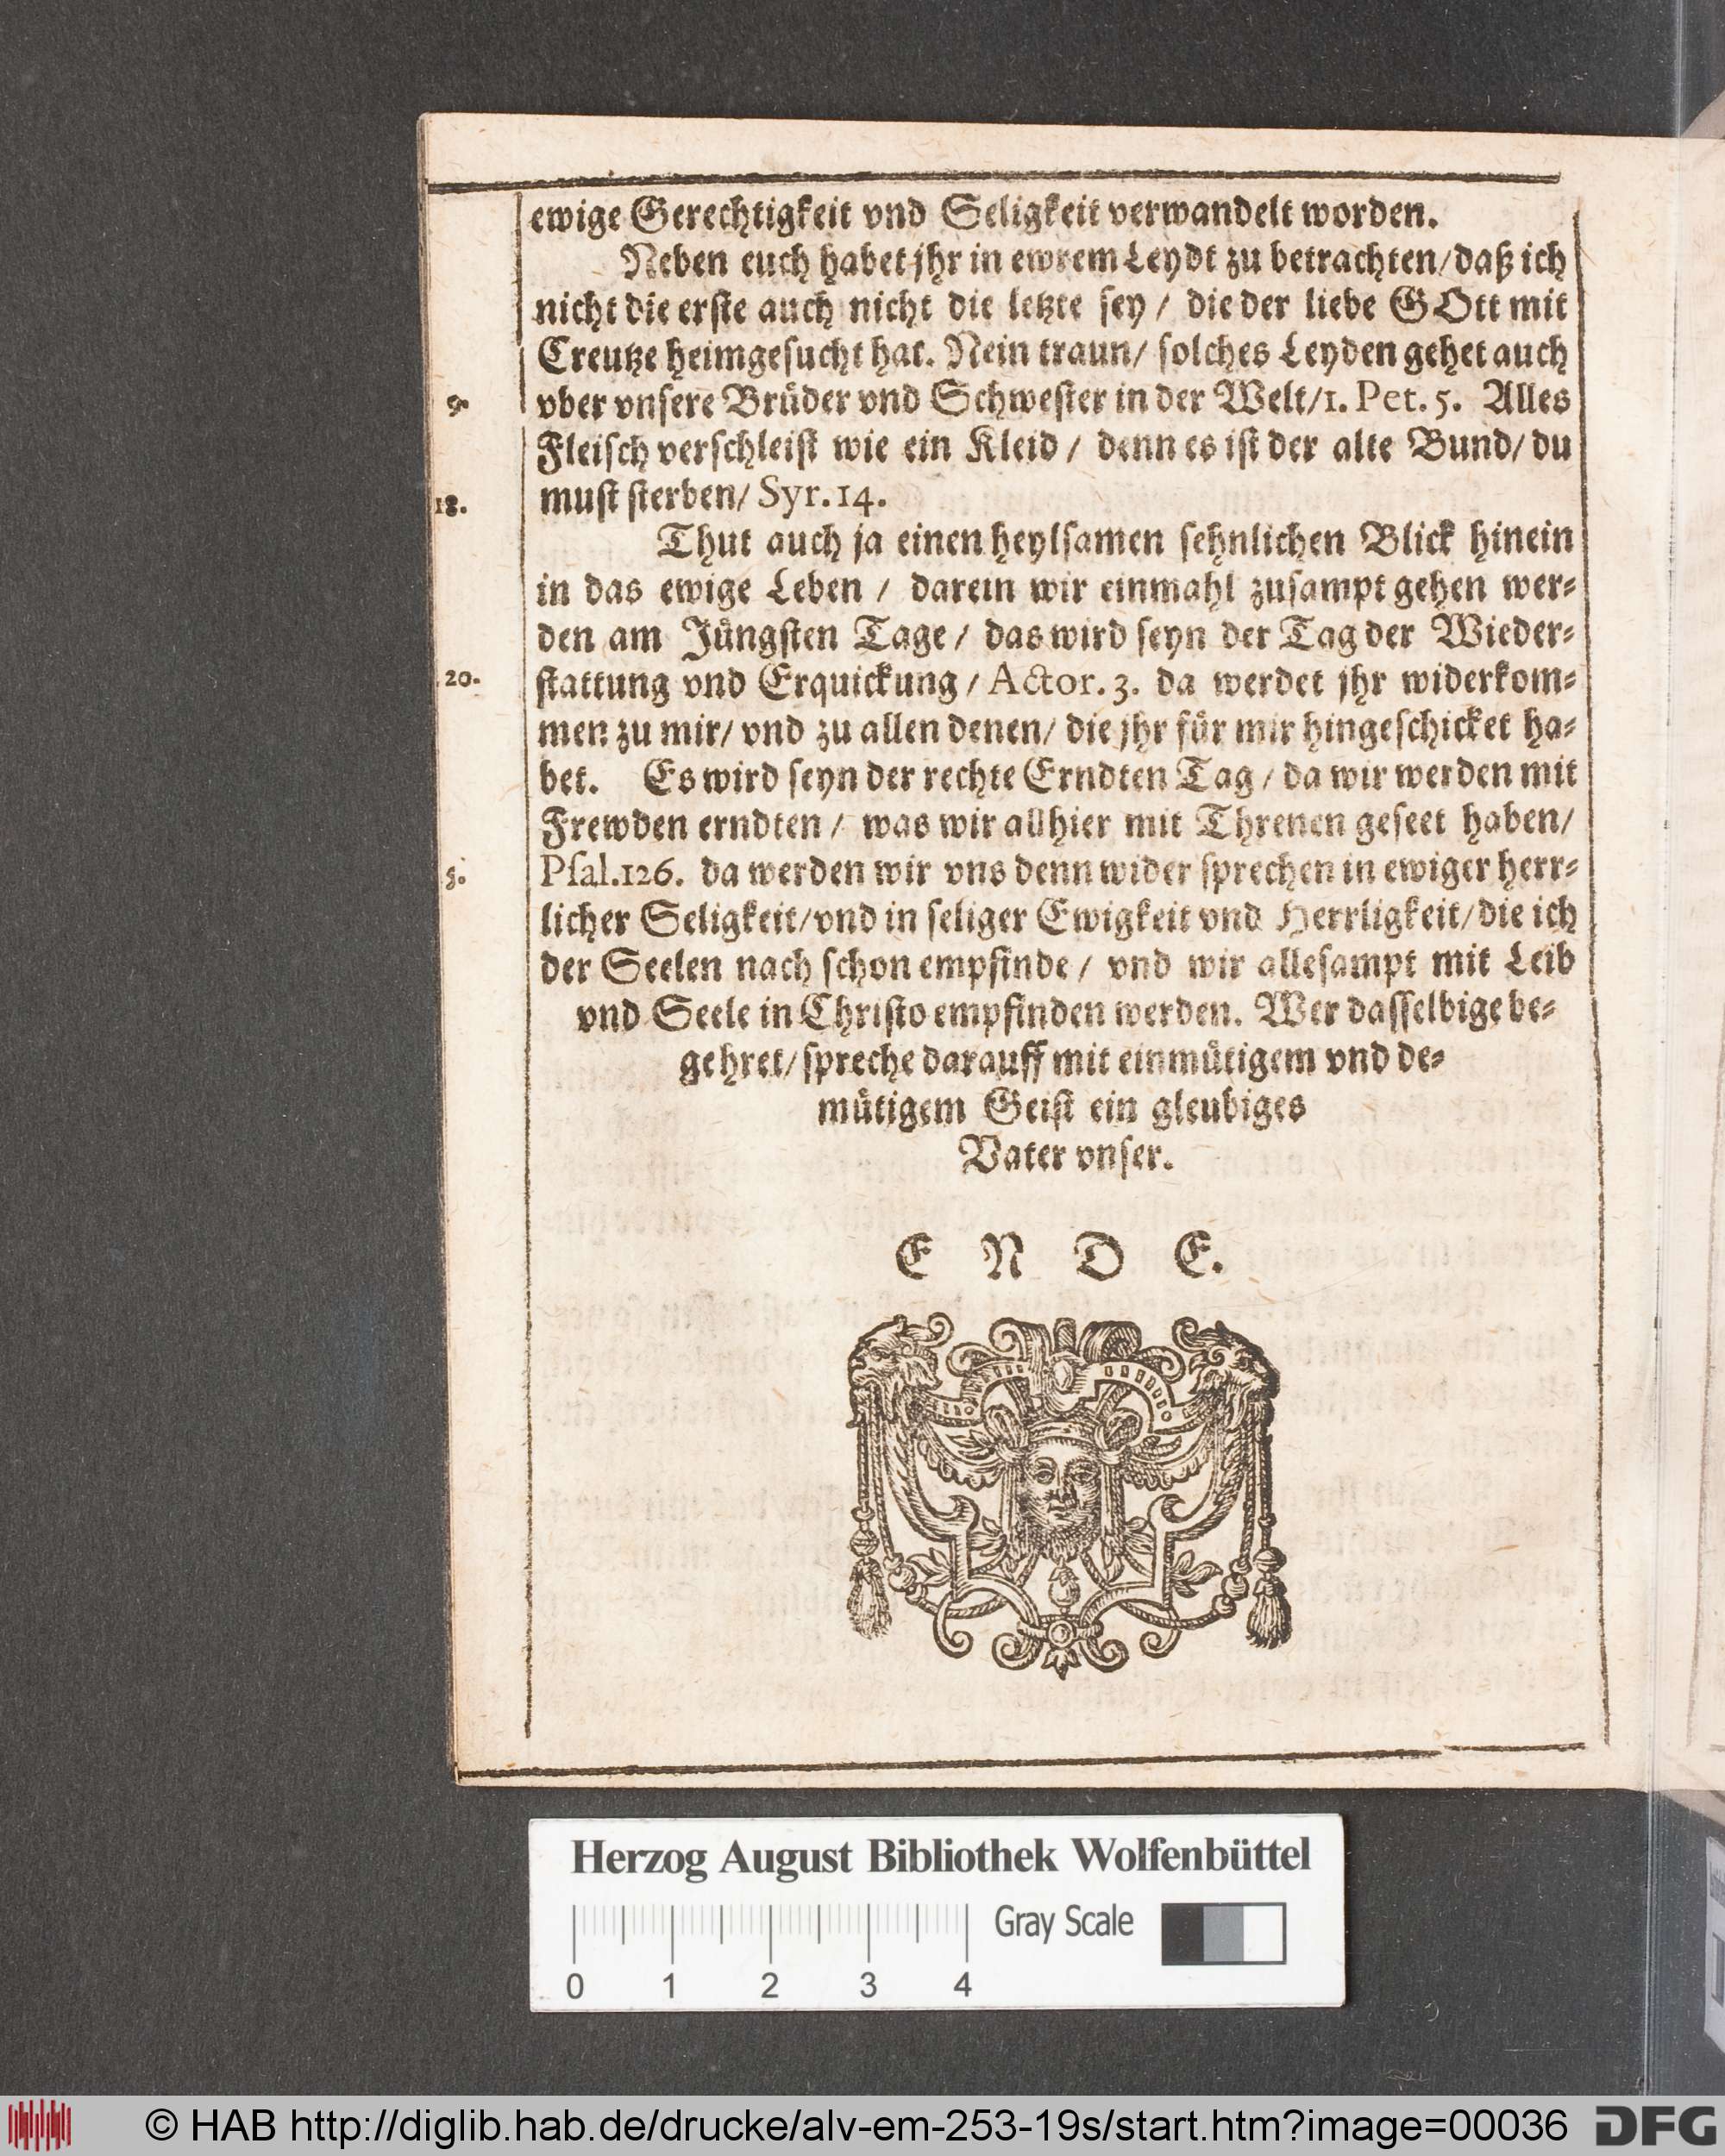 ewige Gerechtigkeit vnd Seligkeit verwandelt worden.
Neben euch habet jhr in ewrem Leydt zu betrachten/daß ich
nicht die erste auch nicht die letzte sey / die der liebe GOtt mit
Creutze heimgesucht hat. Nein traun/ solches Leyden gehet auch
9.
vber vnsere Brüder vnd Schwester in der Welt/1. Pet. 5. Alles
Fleisch verschleist wie ein Kleid / denn es ist der alte Bund/ du
18.
must sterben/ Syr. 14.
Thut auch ja einen heylsamen sehnlichen Blick hinein
in das ewige Leben / darein wir einmahl zusampt gehen wer-
den am Jüngsten Tage / das wird seyn der Tag der Wieder-
20.
stattung vnd Erquickung / Actor. 3. da werdet jhr widerkom-
men zu mir/ vnd zu allen denen/ die jhr für mir hingeschicket ha-
bet. Es wird seyn der rechte Erndten Tag / da wir werden mit
Frewden erndten / was wir allhier mit Threnen geseet haben/
5.
Psal.126. da werden wir vns denn wider sprechen in ewiger herr-
licher Seligkeit/vnd in seliger Ewigkeit vnd Herrligkeit/die ich
der Seelen nach schon empfinde / vnd wir allesampt mit Leib
vnd Seele in Christo empfinden werden. Wer dasselbige be-
gehret/ spreche darauff mit einmütigem vnd de-
mütigem Geist ein gleubiges
Vater vnser.
E N D E.
Herzog August Bibliothek Wolfenbüttel
Gray Scale
0 1 2 3 4
© HAB http://diglib.hab.de/drucke/alv-em-253-19s/start.htm?image=00036
DFG